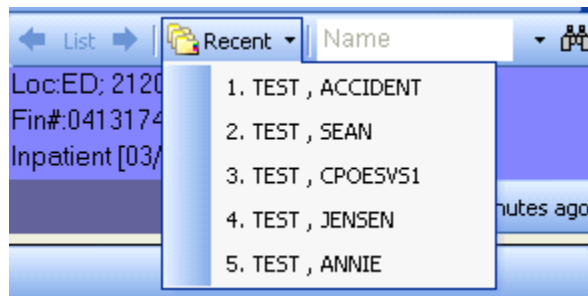 List Recent Name
Loc:ED; 2120
Fin#:0413174
Inpatient [03/
1. TEST , ACCIDENT
2. TEST , SEAN
3. TEST , CPOESVS1
4. TEST , JENSEN
5. TEST , ANNIE
nutes ago